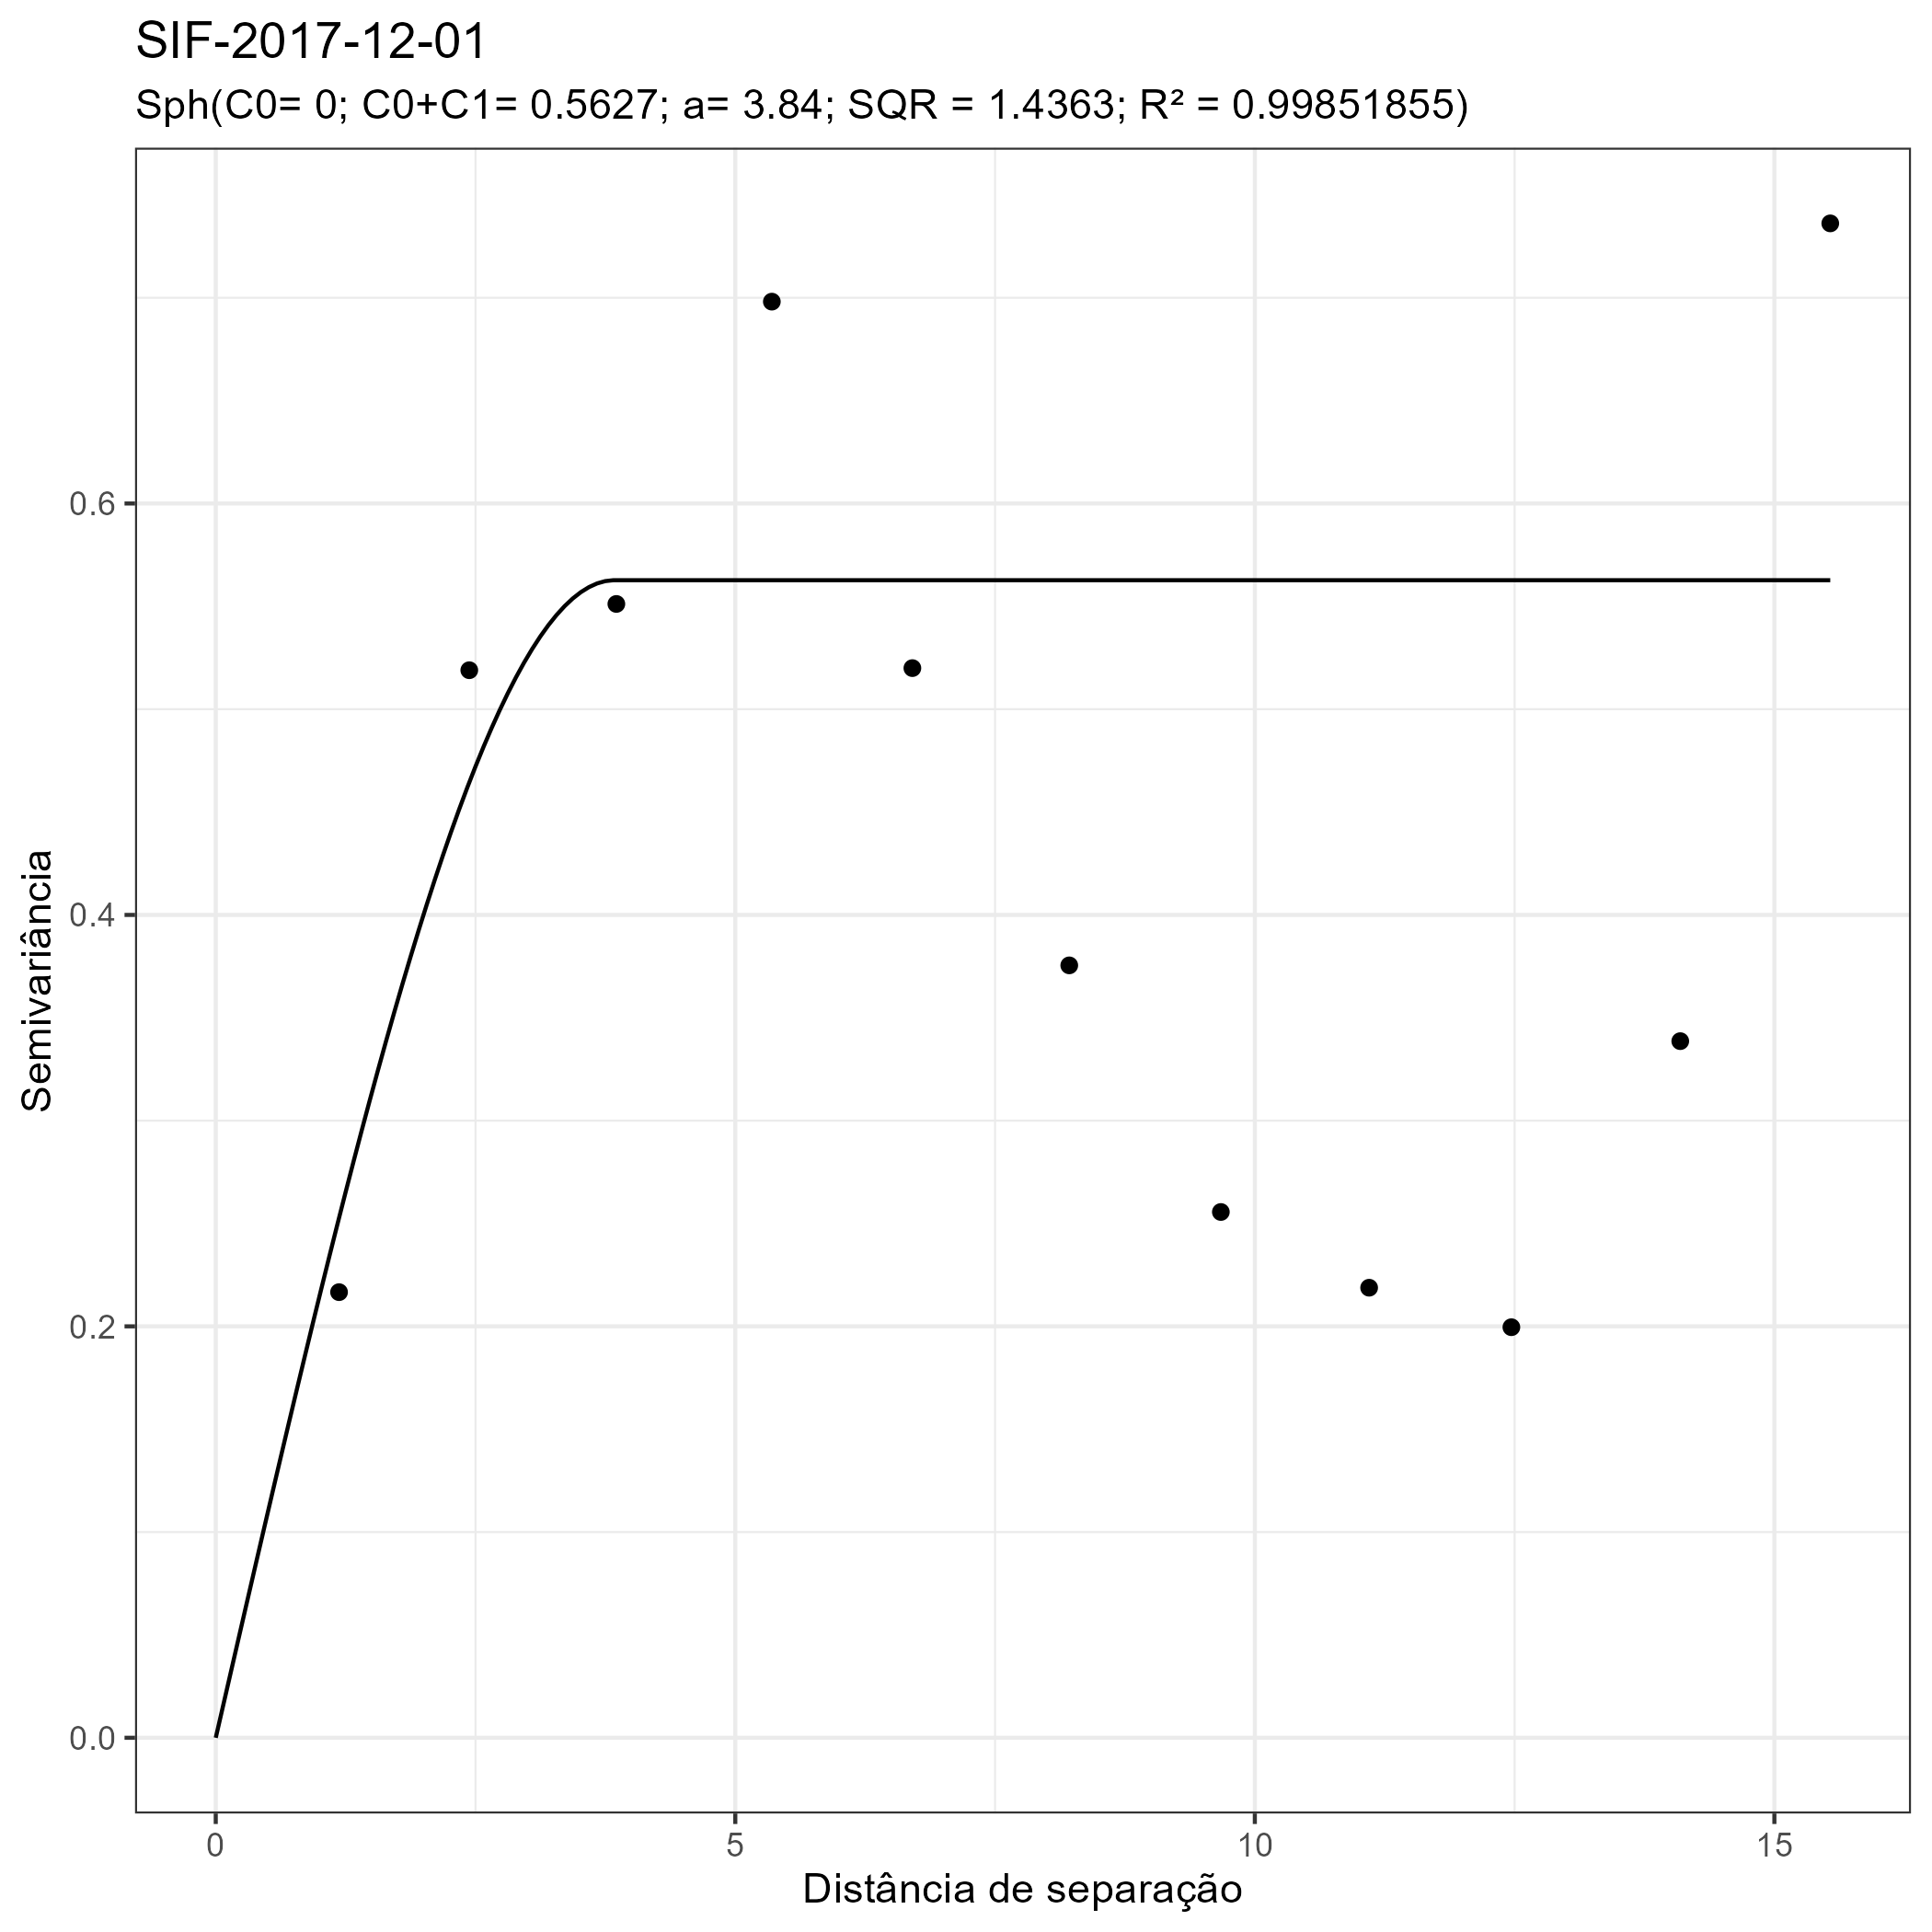 SIF-2017-12-01
Sph(C0= 0; C0+C1= 0.5627; a= 3.84; SQR = 1.4363; R² = 0.99851855)
Semivariância
0.6
0.4
0.2
0.0
0 5 10 15
Distância de separação